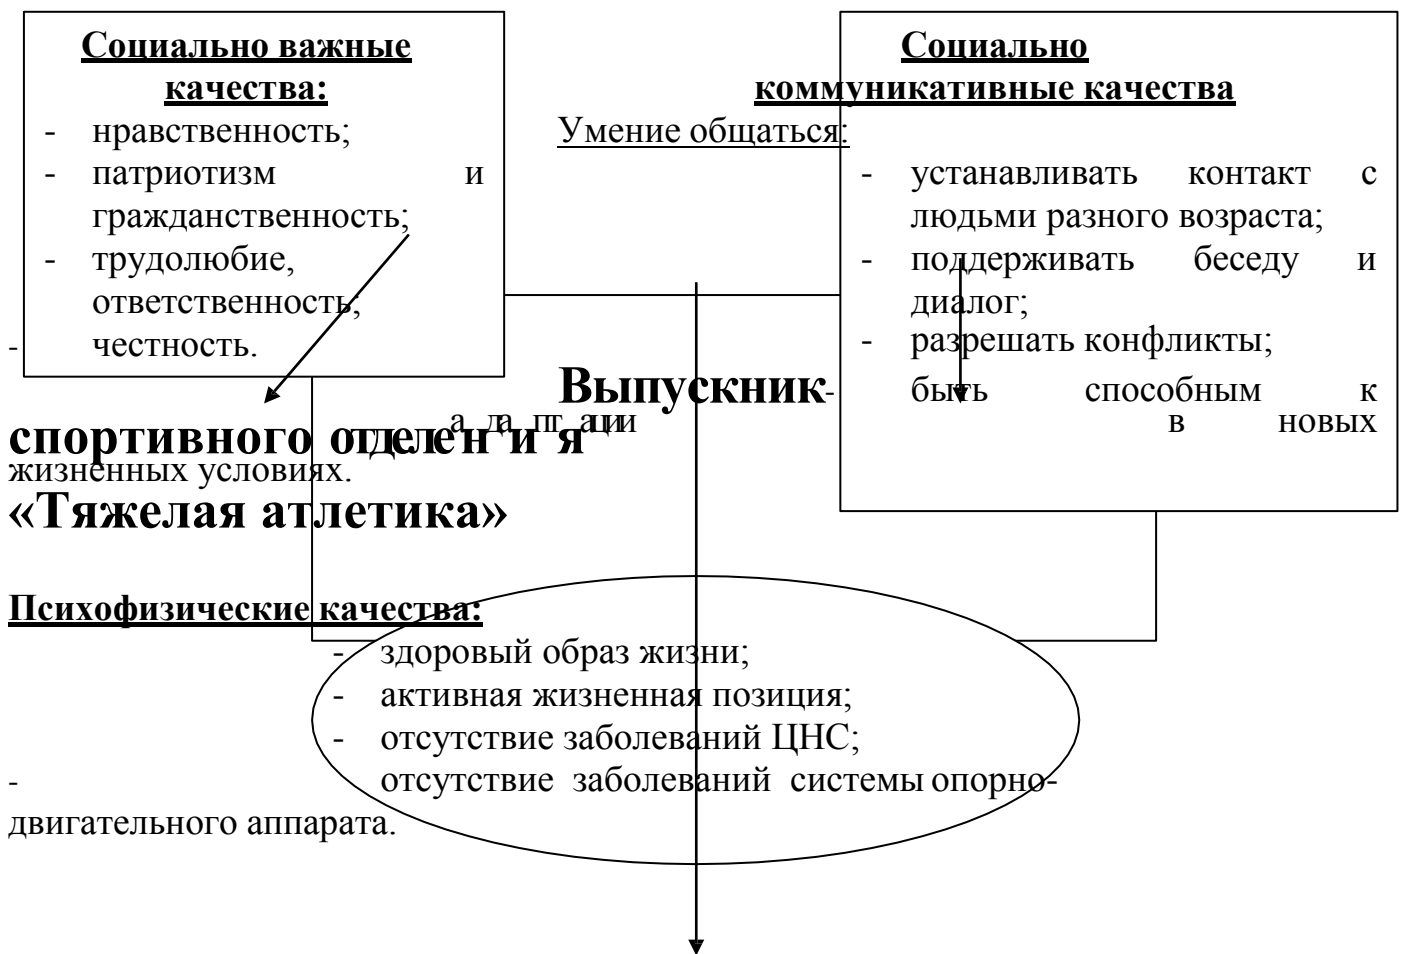 Социально важные
качества:
- нравственность;
- патриотизм и
гражданственность;
- трудолюбие,
ответственность;
- честность.
Социально
коммуникативные качества
Умение общаться:
- устанавливать контакт с
людьми разного возраста;
- поддерживать беседу и
диалог;
- разрешать конфликты;
- быть способным к
адаптации в новых
жизненных условиях.
Выпускник
спортивного отделения
«Тяжелая атлетика»
Психофизические качества:
- здоровый образ жизни;
- активная жизненная позиция;
- отсутствие заболеваний ЦНС;
- отсутствие заболеваний системы опорно-
двигательного аппарата.